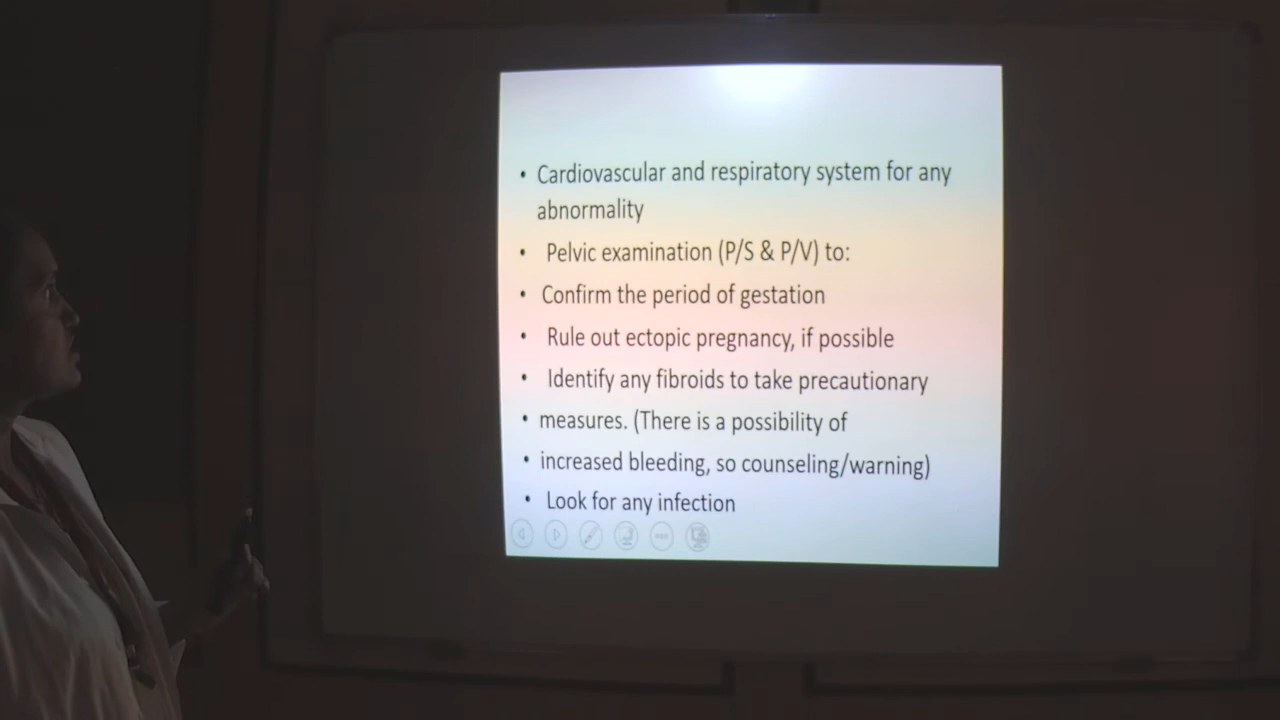 • Cardiovascular and respiratory system for any
abnormality
• Pelvic examination (P/S & P/V) to:
• Confirm the period of gestation
• Rule out ectopic pregnancy, if possible
• Identify any fibroids to take precautionary
• measures. (There is a possibility of
• increased bleeding, so counseling/warning)
• Look for any infection